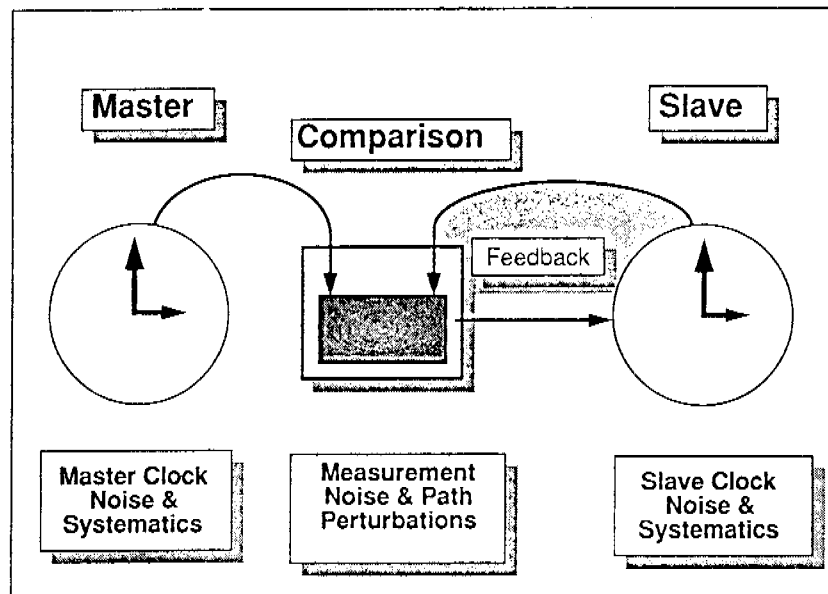 Master
Comparison
Slave
Feedback
Master Clock
Noise &
Systematics
Measurement
Noise & Path
Perturbations
Slave Clock
Noise &
Systematics